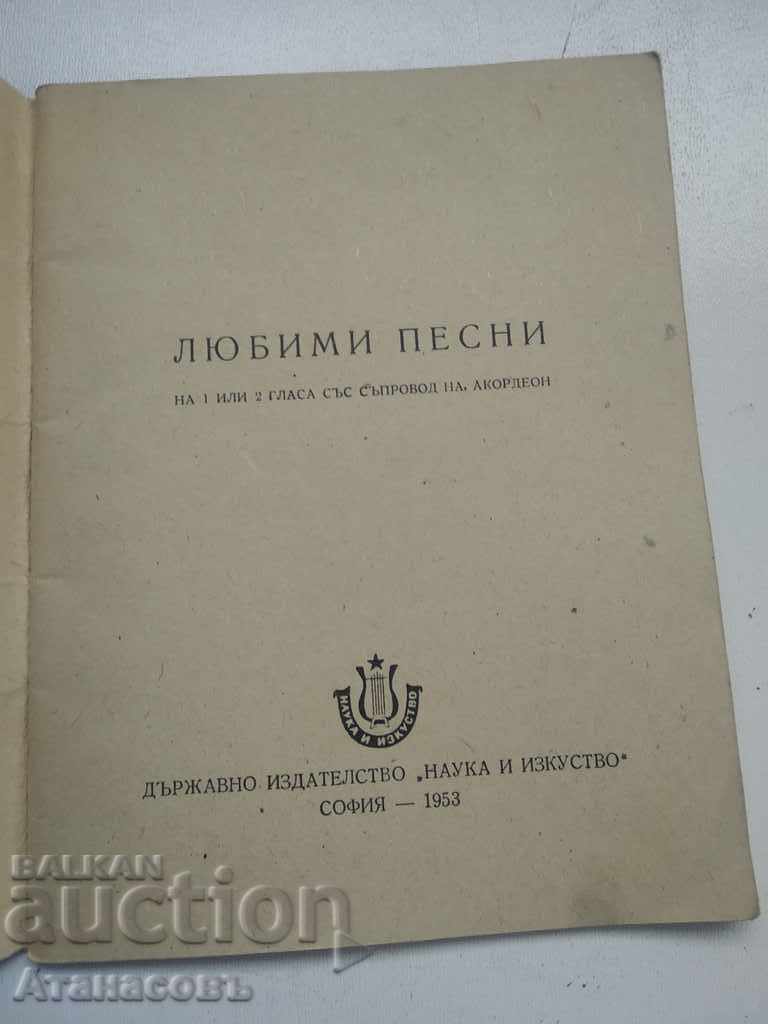 ЛЮБИМИ ПЕСНИ
НА 1 ИЛИ 2 ГЛАСА СЪС СЪПРОВОД НА АКОРДЕОН
НАУКА И ИЗКУСТВО
ДЪРЖАВНО ИЗДАТЕЛСТВО „НАУКА И ИЗКУСТВО"
СОФИЯ — 1953
BALKAN
auction
Атанасовъ